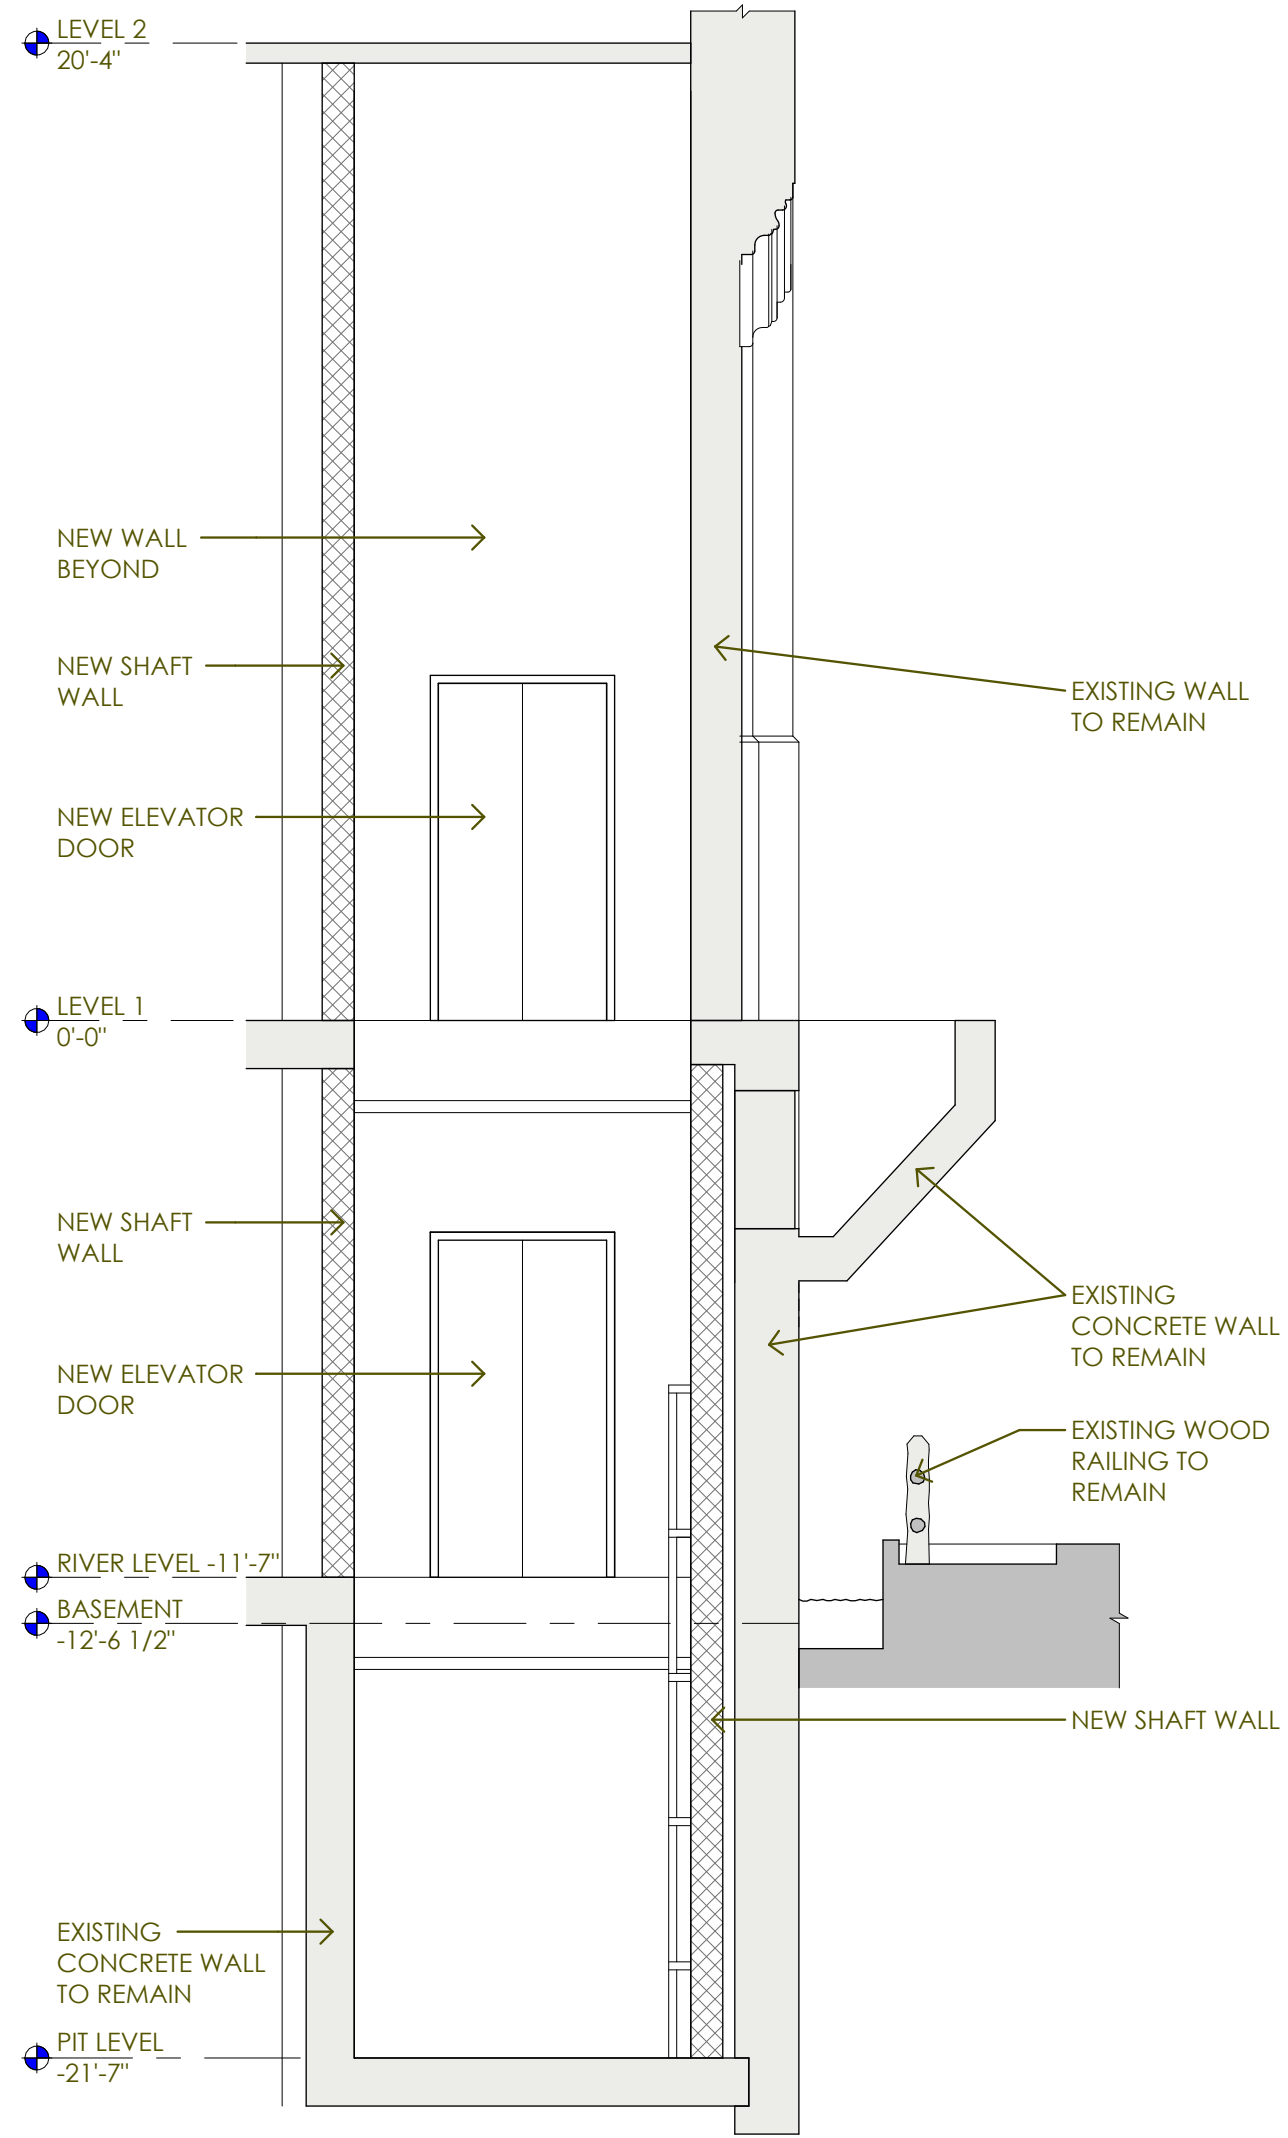 LEVEL 2
20'-4"
NEW WALL
BEYOND
NEW SHAFT
WALL
EXISTING WALL
TO REMAIN
NEW ELEVATOR
DOOR
LEVEL 1
0'-0"
NEW SHAFT
WALL
EXISTING
CONCRETE WALL
TO REMAIN
NEW ELEVATOR
DOOR
EXISTING WOOD
RAILING TO
REMAIN
RIVER LEVEL -11'-7"
BASEMENT
-12'-6 1/2"
NEW SHAFT WALL
EXISTING
CONCRETE WALL
TO REMAIN
PIT LEVEL
-21'-7"